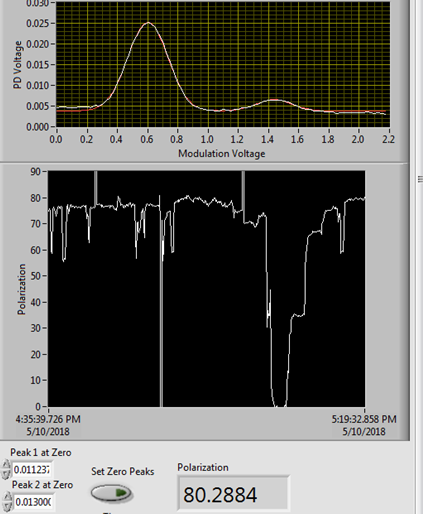 0.030
0.025
0.020
0.015
0.010
0.005
0.000
PD Voltage
0.0 0.2 0.4 0.6 0.8 1.0 1.2 1.4 1.6 1.8 2.0 2.2
Modulation Voltage
90
80
70
60
50
40
30
20
10
0
Polarization
4:35:39.726 PM 5:19:32.858 PM
5/10/2018 5/10/2018
Peak 1 at Zero
Set Zero Peaks
Polarization
Peak 2 at Zero
0.01300
80.2884